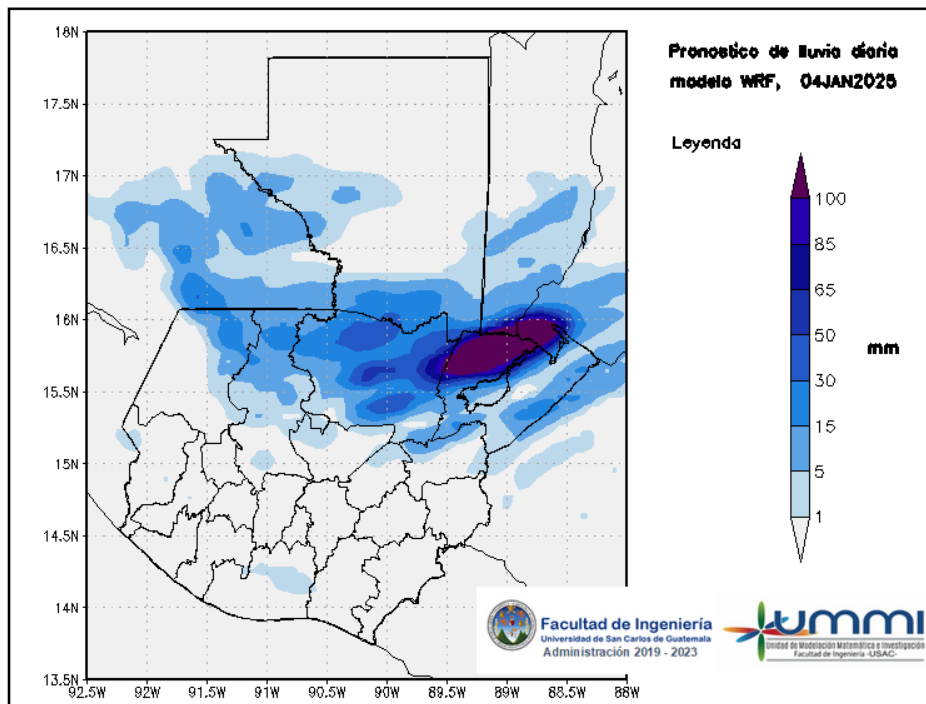 18N
17.5N
17N
16.5N
16N
15.5N
15N
14.5N
14N
13.5N
92.5W 92W 91.5W 91W 90.5W 90W 89.5W 89W 88.5W 88W
Pronostico de lluvia diaria
modelo WRF, 04JAN2025
Leyenda
100
85
65
50
30
15
5
1
mm
Facultad de Ingeniería
Universidad de San Carlos de Guatemala
Administración 2019 - 2023
ummi
Unidad de Modelación Matemática e Investigación
Facultad de Ingeniería -USAC-